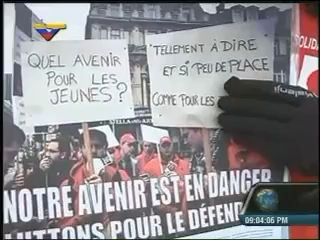 QUEL AVENIR
POUR LES
JEUNES ?
TELLEMENT À DIRE
ET SI PEU DE PLACE
COMME POUR LES
NOTRE AVENIR EST EN DANGER
LUTTONS POUR LE DÉFEND
09:04:06 PM